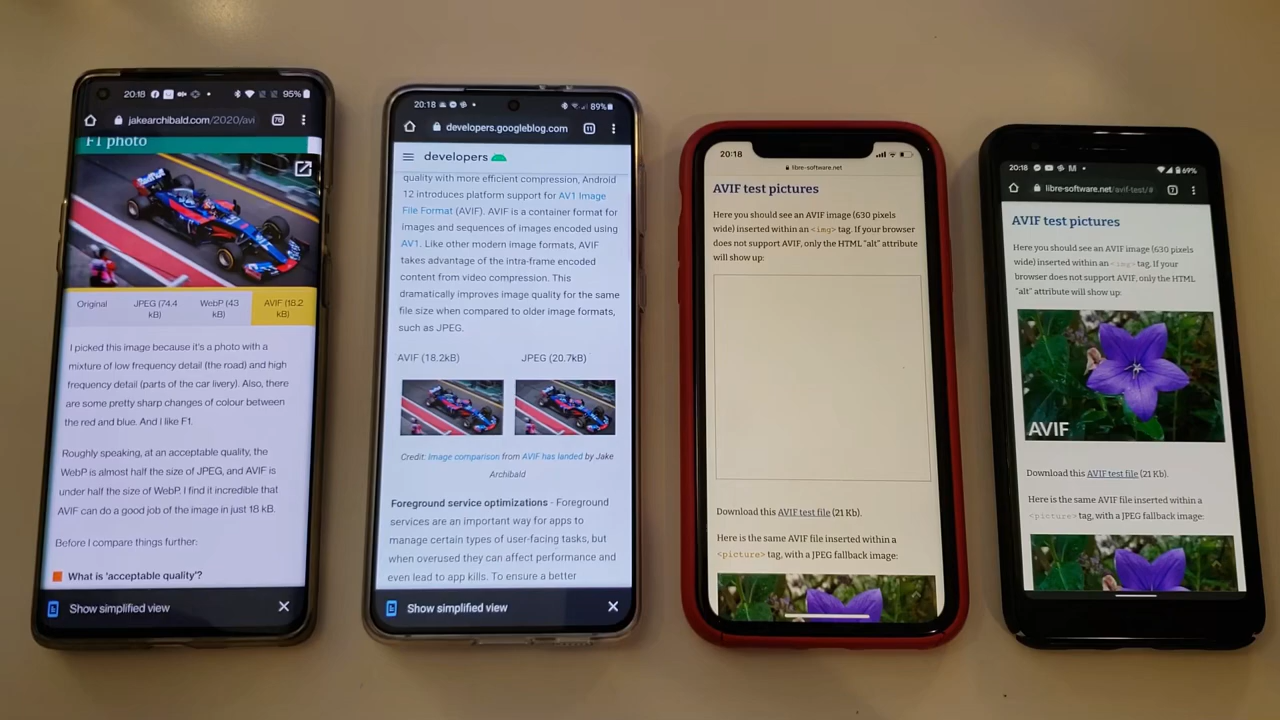 20:18
95%
jakearchibald.com/2020/avi
76
F1 photo
Original
JPEG (74.4 kB)
WebP (43 kB)
AVIF (18.2 kB)
I picked this image because it's a photo with a
mixture of low frequency detail (the road) and high
frequency detail (parts of the car livery). Also, there
are some pretty sharp changes of colour between
the red and blue. And I like F1.
Roughly speaking, at an acceptable quality, the
WebP is almost half the size of JPEG, and AVIF is
under half the size of WebP. I find it incredible that
AVIF can do a good job of the image in just 18 kB.
Before I compare things further:
What is 'acceptable quality'?
Show simplified view
20:18
89%
developers.googleblog.com
11
developers
quality with more efficient compression, Android
12 introduces platform support for AV1 Image
File Format (AVIF). AVIF is a container format for
images and sequences of images encoded using
AV1. Like other modern image formats, AVIF
takes advantage of the intra-frame encoded
content from video compression. This
dramatically improves image quality for the same
file size when compared to older image formats,
such as JPEG.
AVIF (18.2kB)
JPEG (20.7kB)
Credit: Image comparison from AVIF has landed by Jake
Archibald
Foreground service optimizations - Foreground
services are an important way for apps to
manage certain types of user-facing tasks, but
when overused they can affect performance and
even lead to app kills. To ensure a better
Show simplified view
20:18
libre-software.net
AVIF test pictures
Here you should see an AVIF image (630 pixels
wide) inserted within an <img> tag. If your browser
does not support AVIF, only the HTML "alt" attribute
will show up:
Download this AVIF test file (21 Kb).
Here is the same AVIF file inserted within a
<picture> tag, with a JPEG fallback image:
20:18
M
69%
libre-software.net/avif-test/#
7
AVIF test pictures
Here you should see an AVIF image (630 pixels
wide) inserted within an <img> tag. If your
browser does not support AVIF, only the HTML
"alt" attribute will show up:
AVIF
Download this AVIF test file (21 Kb).
Here is the same AVIF file inserted within a
<picture> tag, with a JPEG fallback image: